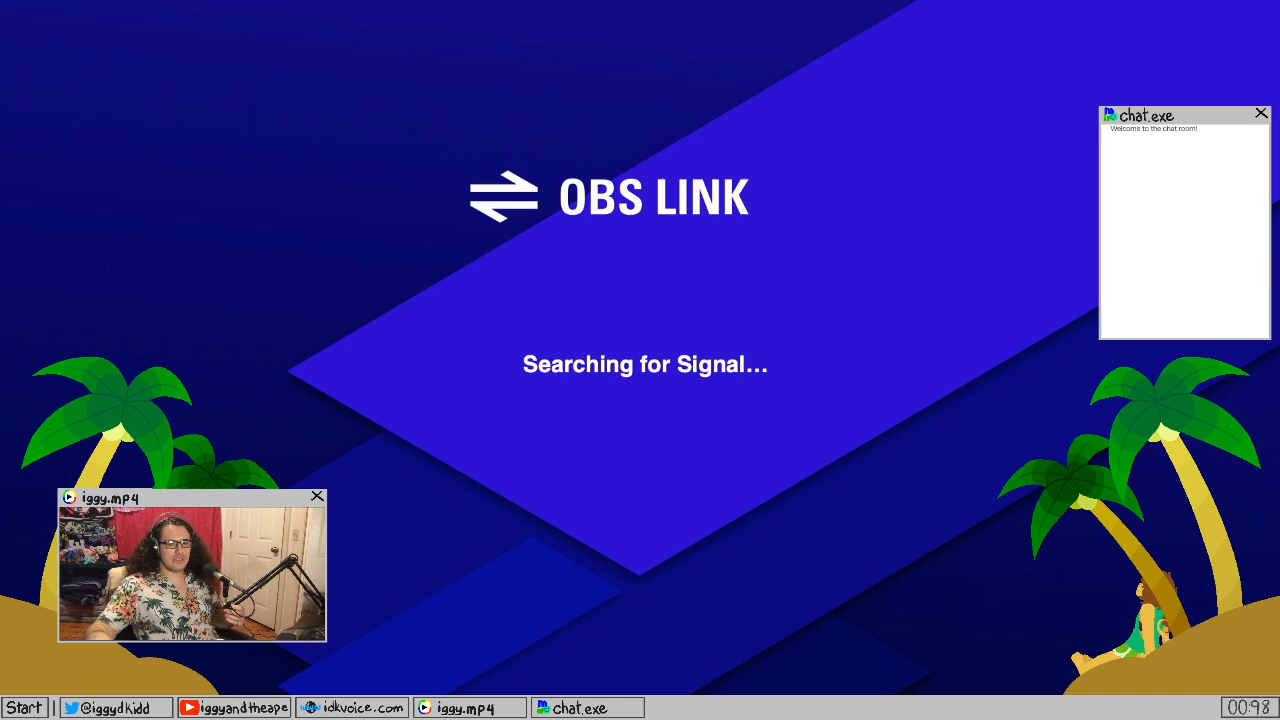 chat.exe
Welcome to the chat room!
OBS LINK
Searching for Signal...
iggy.mp4
Start
@iggydkidd
iggyandtheape
www idkvoice.com
iggy.mp4
chat.exe
00:98